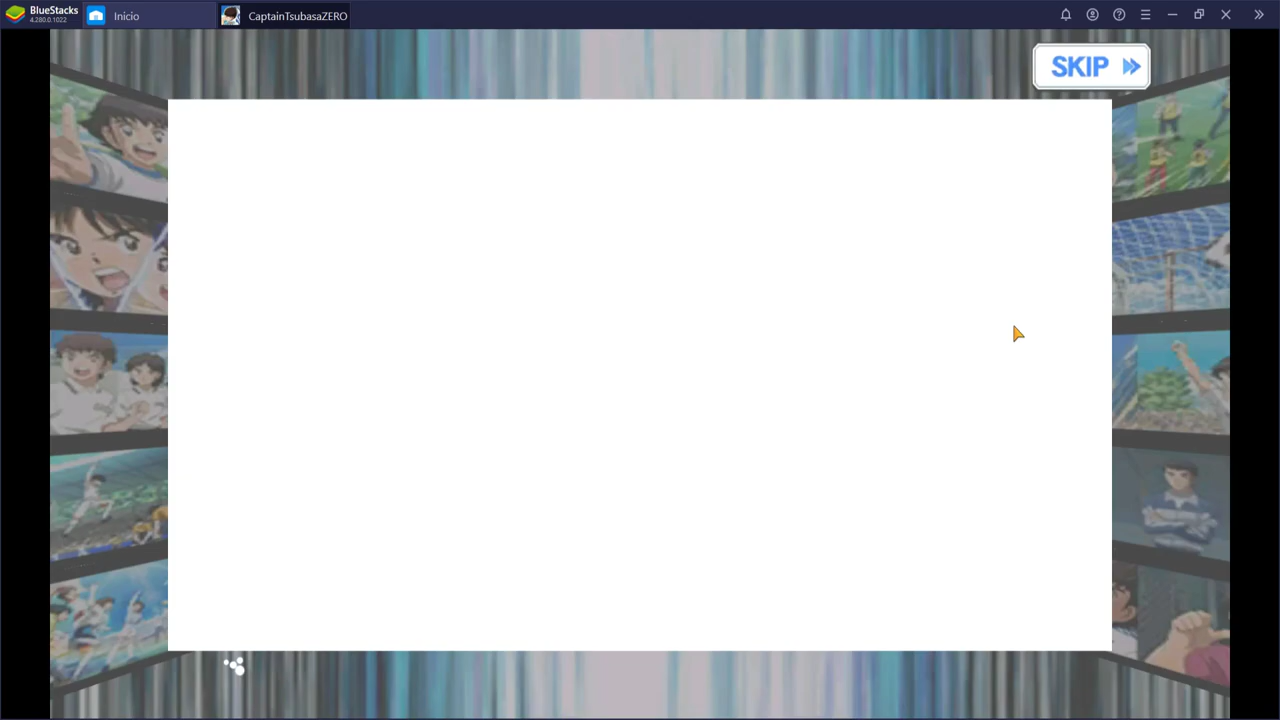 BlueStacks
4.280.0.1022
Inicio
CaptainTsubasaZERO
SKIP